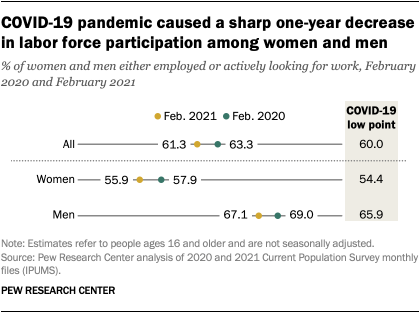 COVID-19 pandemic caused a sharp one-year decrease
in labor force participation among women and men
% of women and men either employed or actively looking for work, February
2020 and February 2021
COVID-19
low point
Feb. 2021 Feb. 2020
All 61.3 63.3 60.0
Women 55.9 57.9 54.4
Men 67.1 69.0 65.9
Note: Estimates refer to people ages 16 and older and are not seasonally adjusted.
Source: Pew Research Center analysis of 2020 and 2021 Current Population Survey monthly
files (IPUMS).
PEW RESEARCH CENTER